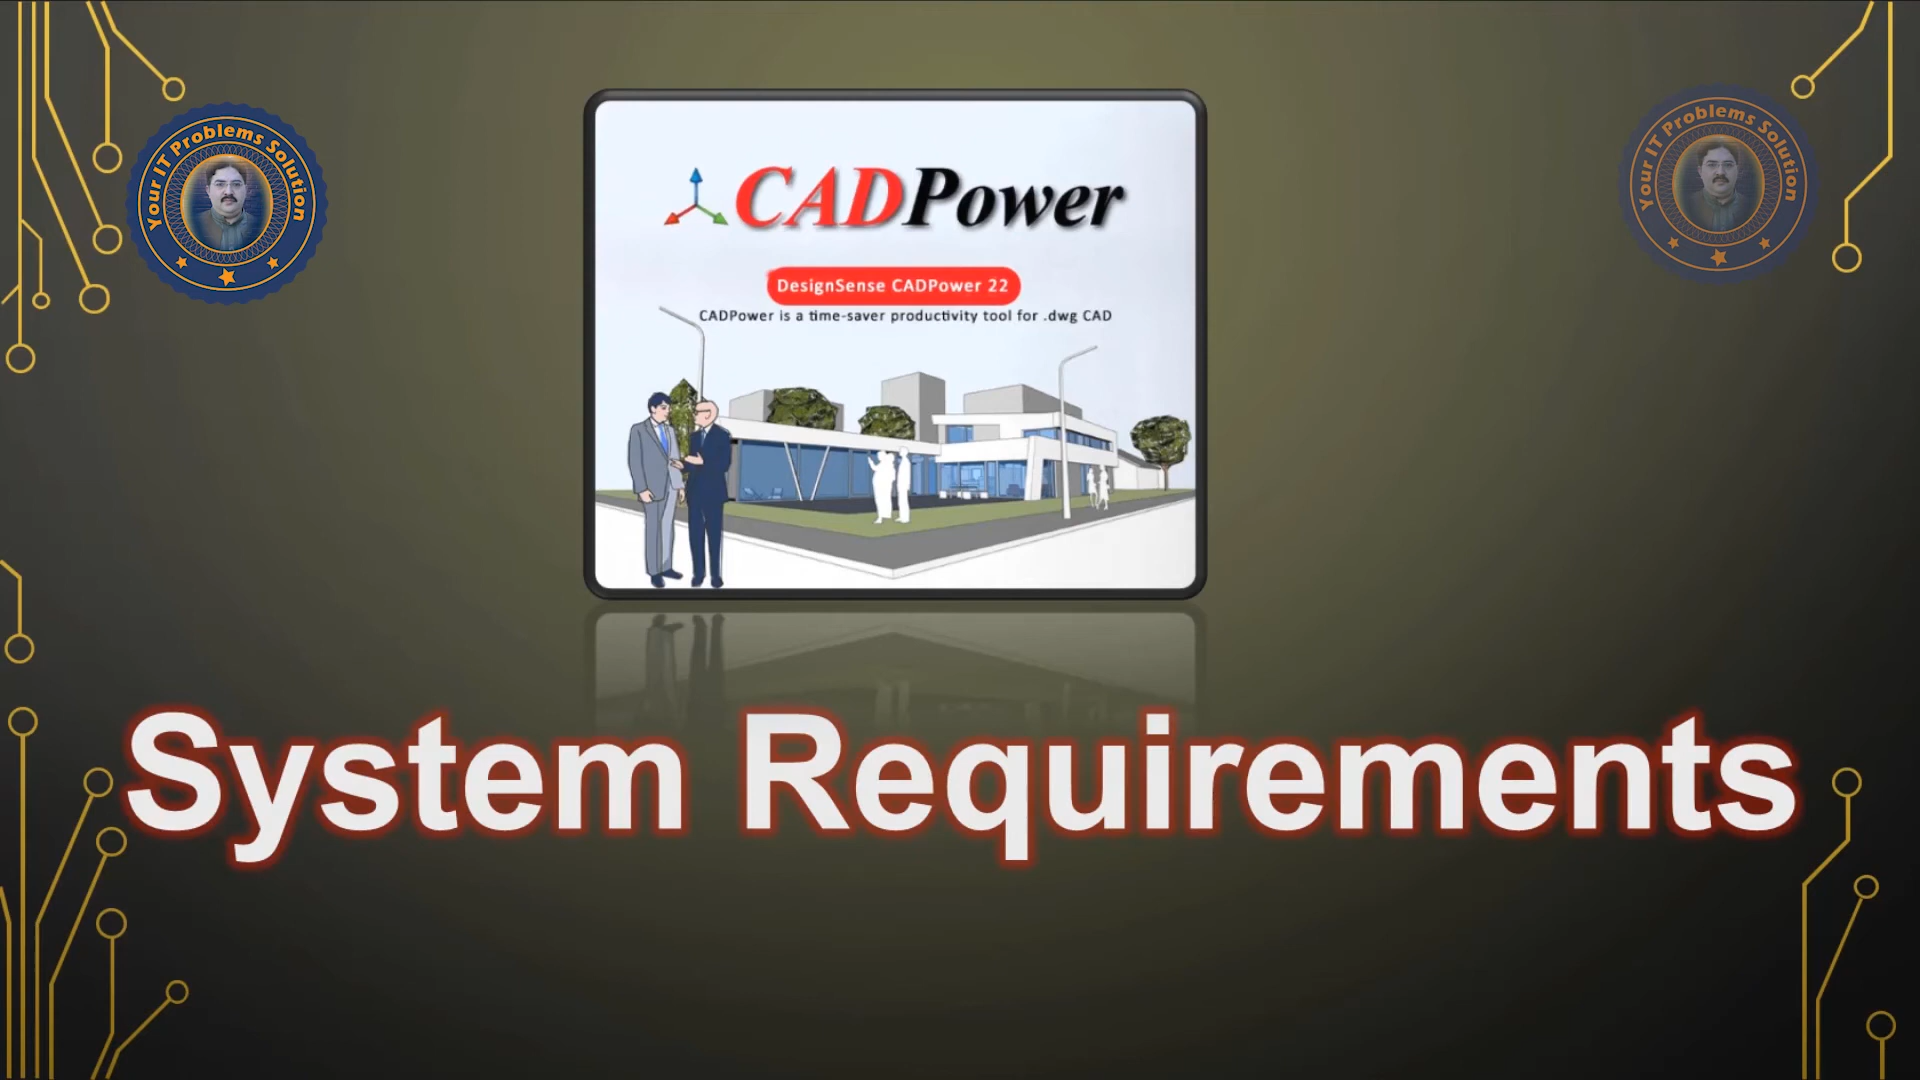 Your IT Problems Solution
Your IT Problems Solution
CADPower
DesignSense CADPower 22
CADPower is a time-saver productivity tool for .dwg CAD
System Requirements